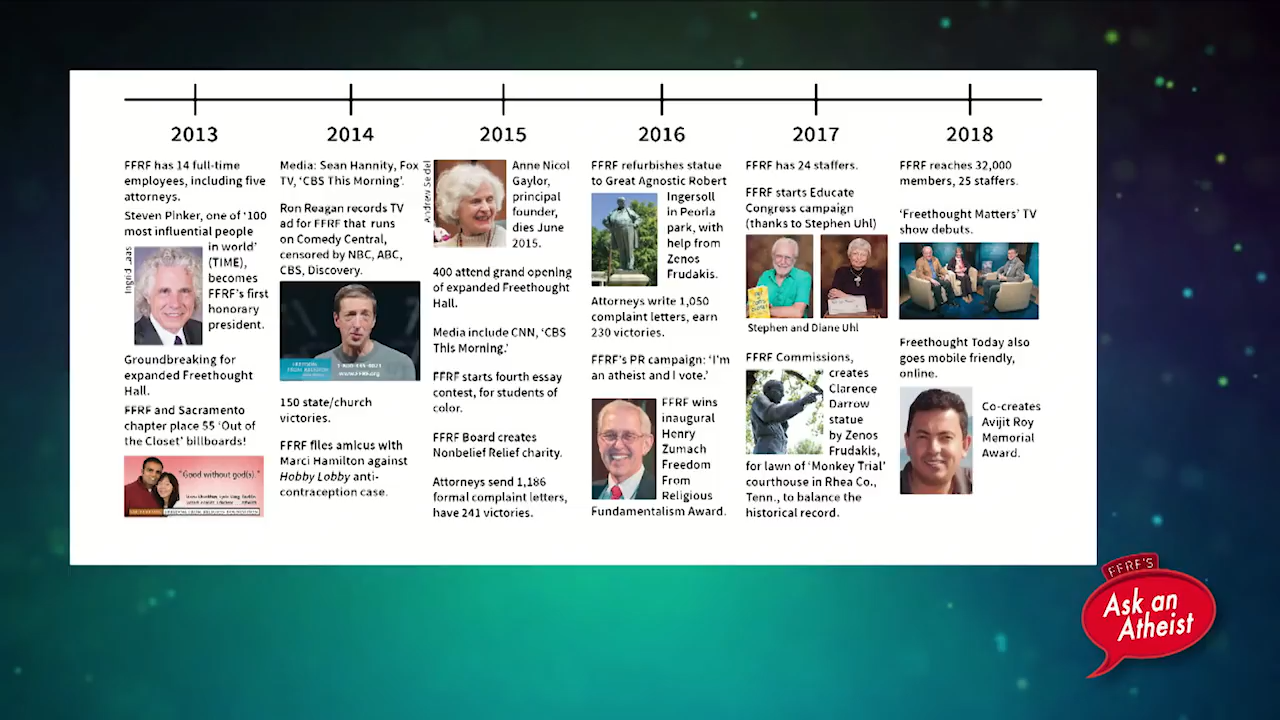 2013
FFRF has 14 full-time
employees, including five
attorneys.
Steven Pinker, one of ‘100
most influential people
in world’
(TIME),
becomes
FFRF’s first
honorary
president.
Ingrid Laas
Groundbreaking for
expanded Freethought
Hall.
FFRF and Sacramento
chapter place 55 ‘Out of
the Closet’ billboards!
"Good without god(s)."
2014
Media: Sean Hannity, Fox
TV, ‘CBS This Morning’.
Ron Reagan records TV
ad for FFRF that runs
on Comedy Central,
censored by NBC, ABC,
CBS, Discovery.
www.FFRF.org
150 state/church
victories.
FFRF files amicus with
Marci Hamilton against
Hobby Lobby anti-
contraception case.
2015
Andrew Seidel
Anne Nicol
Gaylor,
principal
founder,
dies June
2015.
400 attend grand opening
of expanded Freethought
Hall.
Media include CNN, ‘CBS
This Morning.’
FFRF starts fourth essay
contest, for students of
color.
FFRF Board creates
Nonbelief Relief charity.
Attorneys send 1,186
formal complaint letters,
have 241 victories.
2016
FFRF refurbishes statue
to Great Agnostic Robert
Ingersoll
in Peoria
park, with
help from
Zenos
Frudakis.
Attorneys write 1,050
complaint letters, earn
230 victories.
FFRF’s PR campaign: ‘I’m
an atheist and I vote.’
FFRF wins
inaugural
Henry
Zumach
Freedom
From
Religious
Fundamentalism Award.
2017
FFRF has 24 staffers.
FFRF starts Educate
Congress campaign
(thanks to Stephen Uhl)
Stephen and Diane Uhl
FFRF Commissions,
creates
Clarence
Darrow
statue
by Zenos
Frudakis,
for lawn of ‘Monkey Trial’
courthouse in Rhea Co.,
Tenn., to balance the
historical record.
2018
FFRF reaches 32,000
members, 25 staffers.
‘Freethought Matters’ TV
show debuts.
Freethought Today also
goes mobile friendly,
online.
Co-creates
Avijit Roy
Memorial
Award.
FFRF'S
Ask an
Atheist